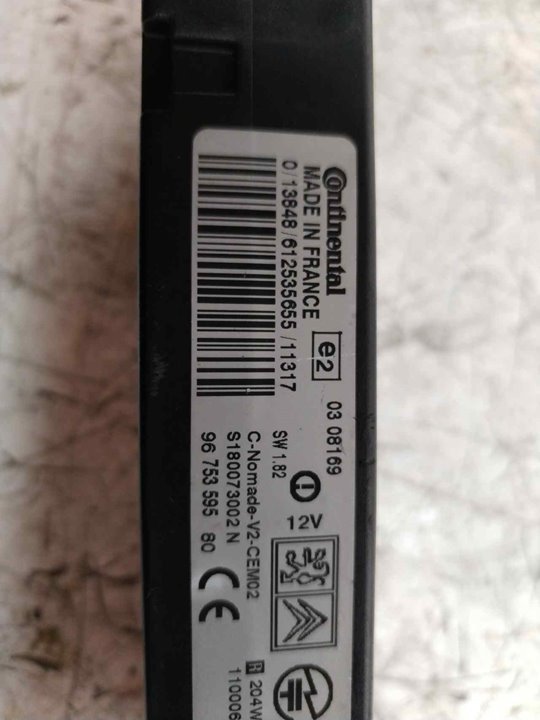 Continental
MADE IN FRANCE
e2
03 08169
0/13848/612535655 /11317
12V
SW 1.82
C-Nomade-V2-CEM02
S180073002 N
96 753 595 80
CE
R 204W
110006